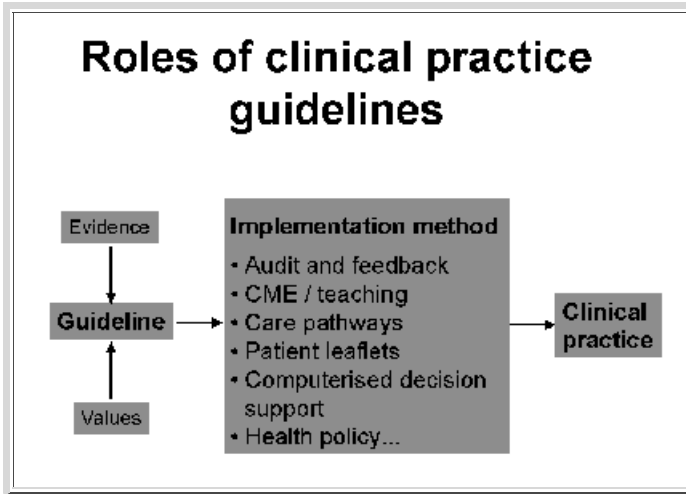 Roles of clinical practice
guidelines
Evidence
Guideline
Values
Implementation method
• Audit and feedback
• CME / teaching
• Care pathways
• Patient leaflets
• Computerised decision
support
• Health policy...
Clinical
practice